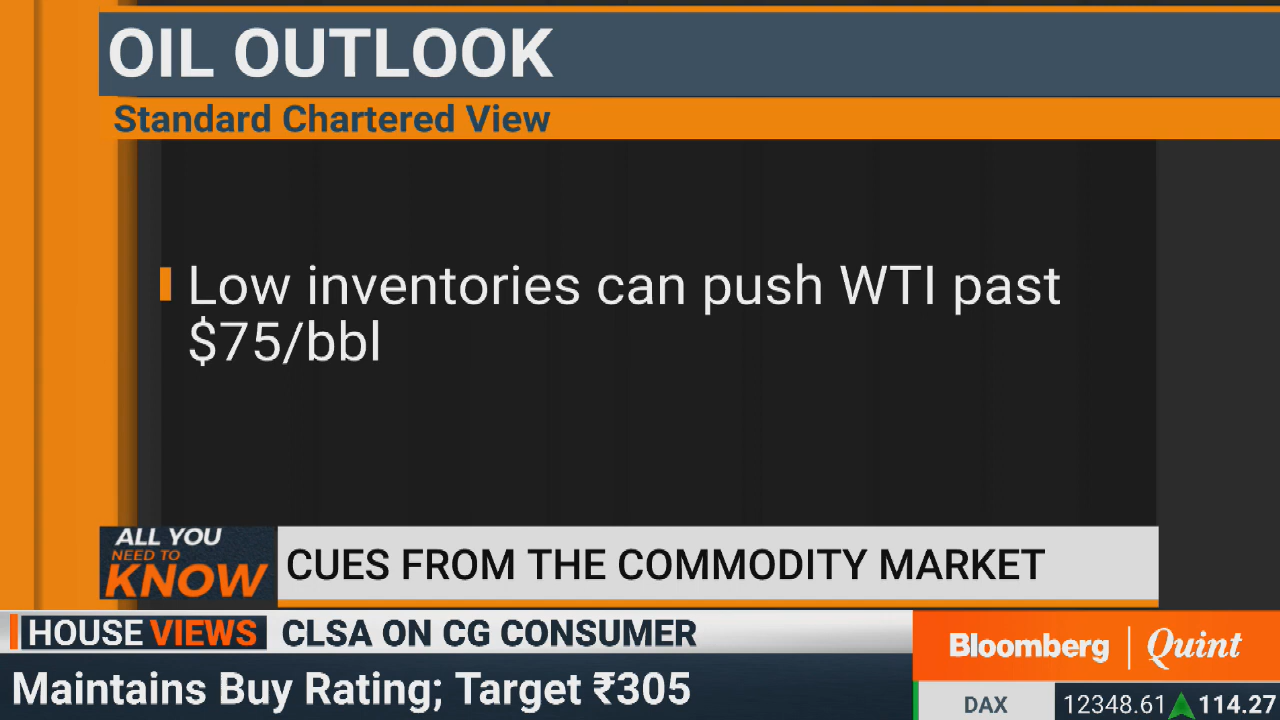 OIL OUTLOOK
Standard Chartered View
Low inventories can push WTI past
$75/bbl
ALL YOU
NEED TO
KNOW
CUES FROM THE COMMODITY MARKET
HOUSE VIEWS CLSA ON CG CONSUMER
Maintains Buy Rating; Target ₹305
Bloomberg | Quint
DAX 12348.61 ▲ 114.27